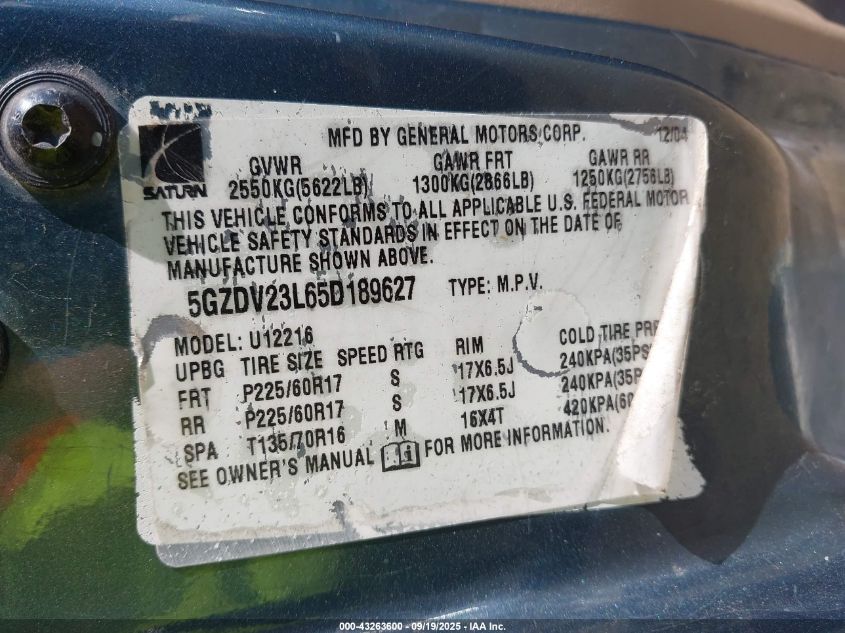 MFD BY GENERAL MOTORS CORP. 12/04
SATURN
GVWR GAWR FRT GAWR RR
2550KG(5622LB) 1300KG(2866LB) 1250KG(2756LB)
THIS VEHICLE CONFORMS TO ALL APPLICABLE U.S. FEDERAL MOTOR
VEHICLE SAFETY STANDARDS IN EFFECT ON THE DATE OF
MANUFACTURE SHOWN ABOVE.
5GZDV23L65D189627 TYPE: M.P.V.
MODEL: U12216
UPBG TIRE SIZE SPEED RTG RIM COLD TIRE PRE
FRT P225/60R17 S 17X6.5J 240KPA(35PS
RR P225/60R17 S 17X6.5J 240KPA(35P
SPA T135/70R16 M 16X4T 420KPA(60
SEE OWNER'S MANUAL FOR MORE INFORMATION.
000-43263600 - 09/19/2025 - IAA Inc.